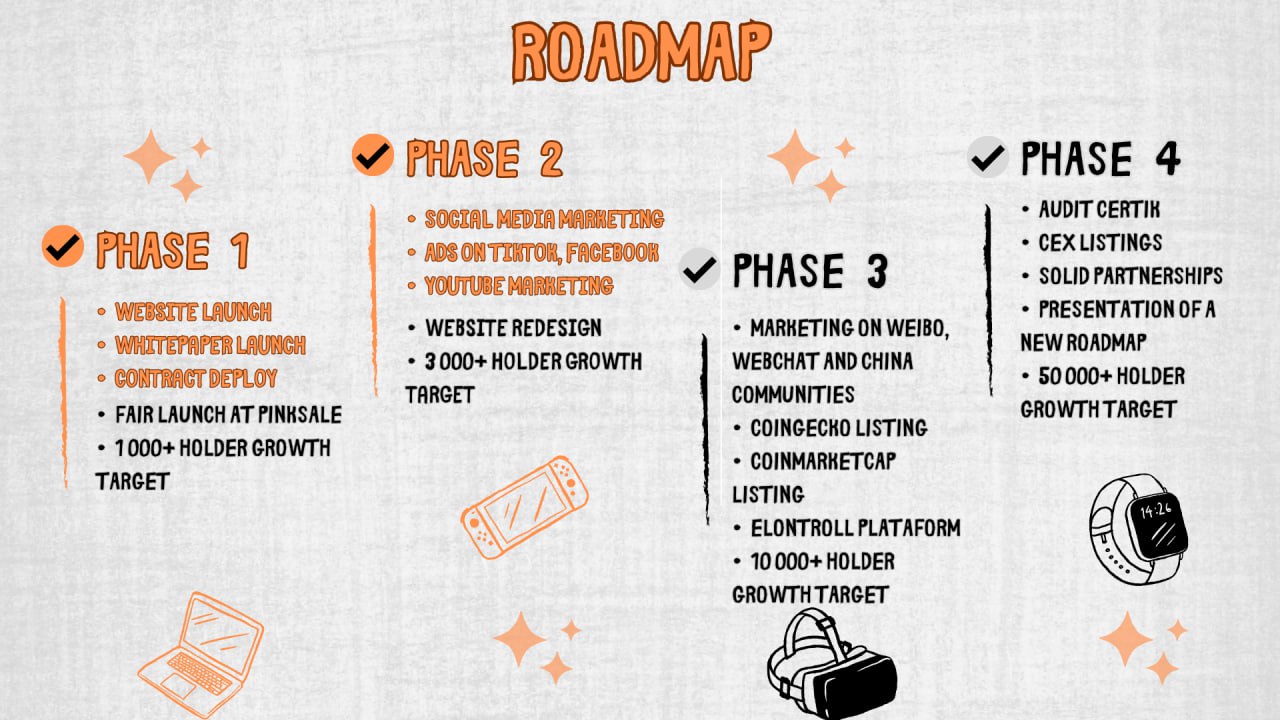 ROADMAP
PHASE 1
• WEBSITE LAUNCH
• WHITEPAPER LAUNCH
• CONTRACT DEPLOY
• FAIR LAUNCH AT PINKSALE
• 1 000+ HOLDER GROWTH
TARGET
PHASE 2
• SOCIAL MEDIA MARKETING
• ADS ON TIKTOK, FACEBOOK
• YOUTUBE MARKETING
• WEBSITE REDESIGN
• 3 000+ HOLDER GROWTH
TARGET
PHASE 3
• MARKETING ON WEIBO,
WEBCHAT AND CHINA
COMMUNITIES
• COINGECKO LISTING
• COINMARKETCAP
LISTING
• ELONTROLL PLATAFORM
• 10 000+ HOLDER
GROWTH TARGET
PHASE 4
• AUDIT CERTIK
• CEX LISTINGS
• SOLID PARTNERSHIPS
• PRESENTATION OF A
NEW ROADMAP
• 50 000+ HOLDER
GROWTH TARGET
14:26